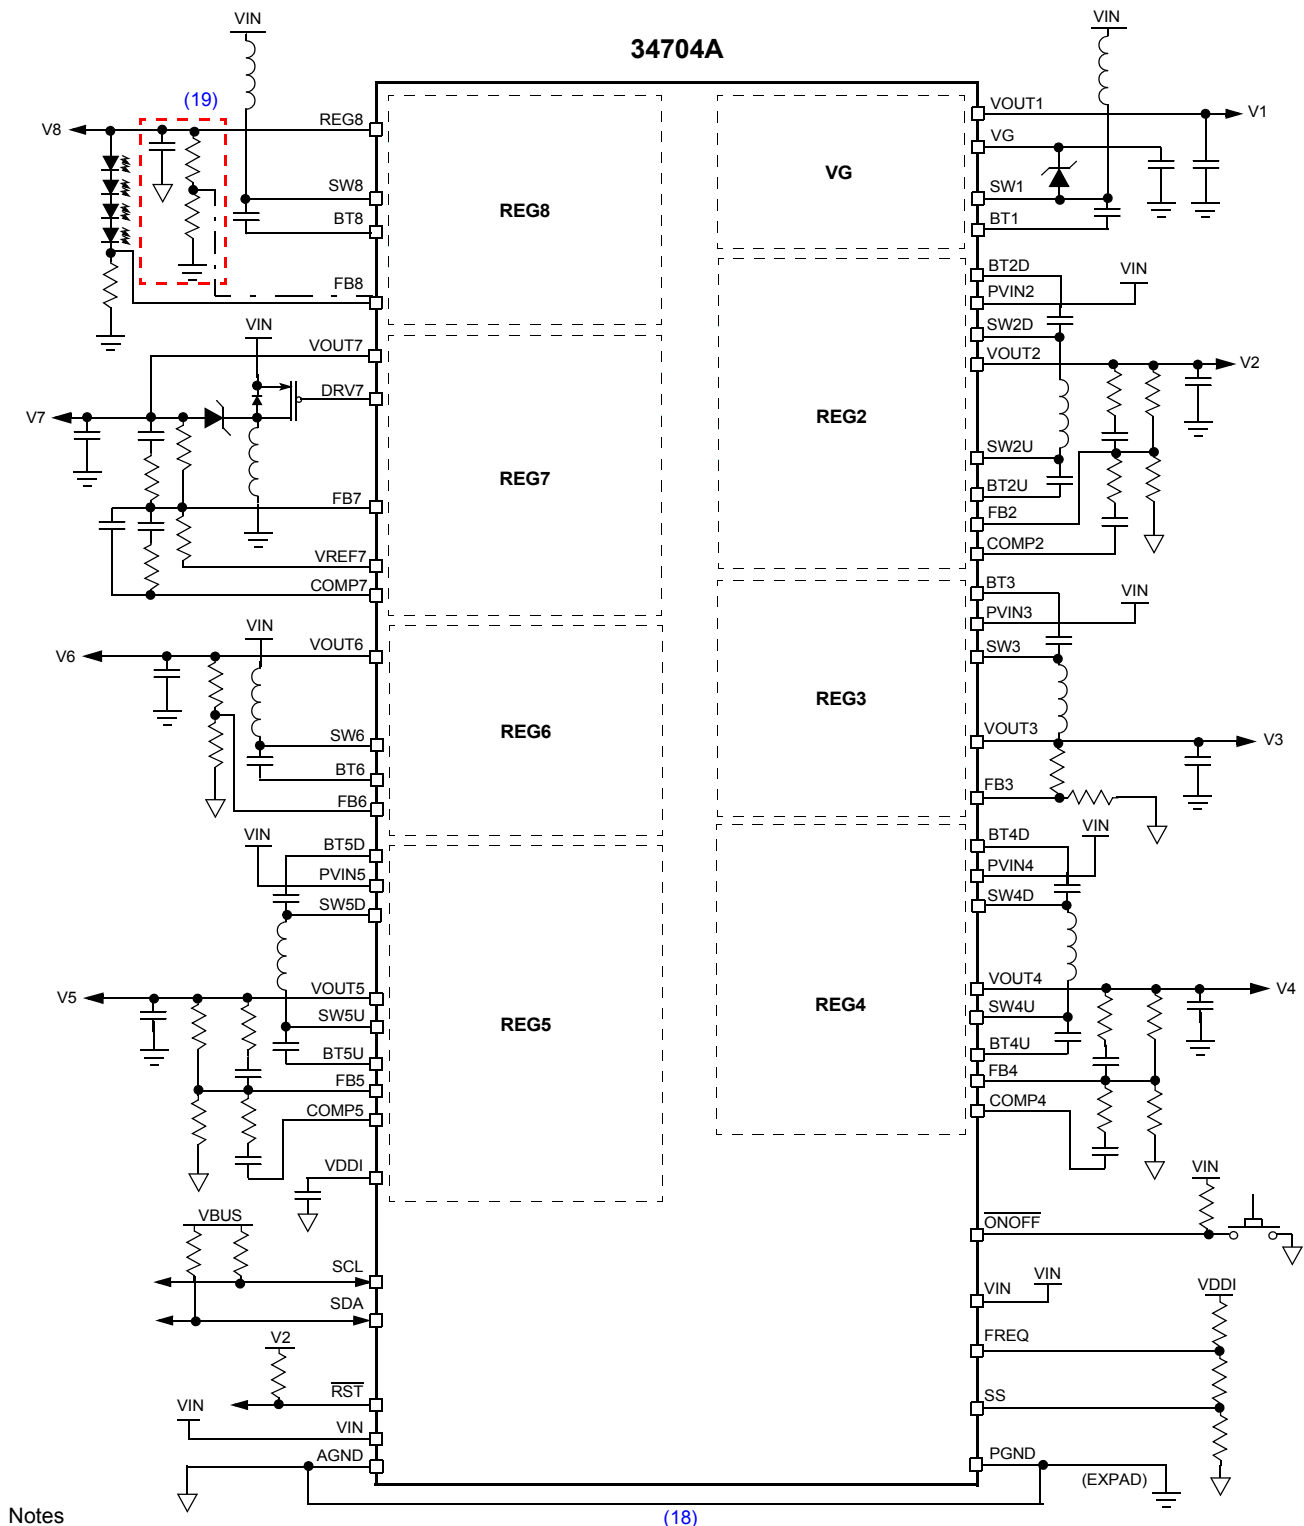 34704A
VIN
(19)
V8
REG8
SW8
BT8
FB8
REG8
VIN
VOUT7
DRV7
V7
FB7
VREF7
COMP7
REG7
VIN
V6
VOUT6
SW6
BT6
FB6
REG6
VIN
BT5D
PVIN5
SW5D
V5
VOUT5
SW5U
BT5U
FB5
COMP5
REG5
VDDI
VBUS
SCL
SDA
V2
RST
VIN
VIN
AGND
VIN
VOUT1
V1
VG
VG
SW1
BT1
BT2D
VIN
PVIN2
SW2D
VOUT2
V2
REG2
SW2U
BT2U
FB2
COMP2
BT3
VIN
PVIN3
SW3
REG3
VOUT3
V3
FB3
BT4D
VIN
PVIN4
SW4D
VOUT4
V4
REG4
SW4U
BT4U
FB4
COMP4
VIN
ONOFF
VIN
VIN
VDDI
FREQ
SS
PGND
(EXPAD)
(18)
Notes